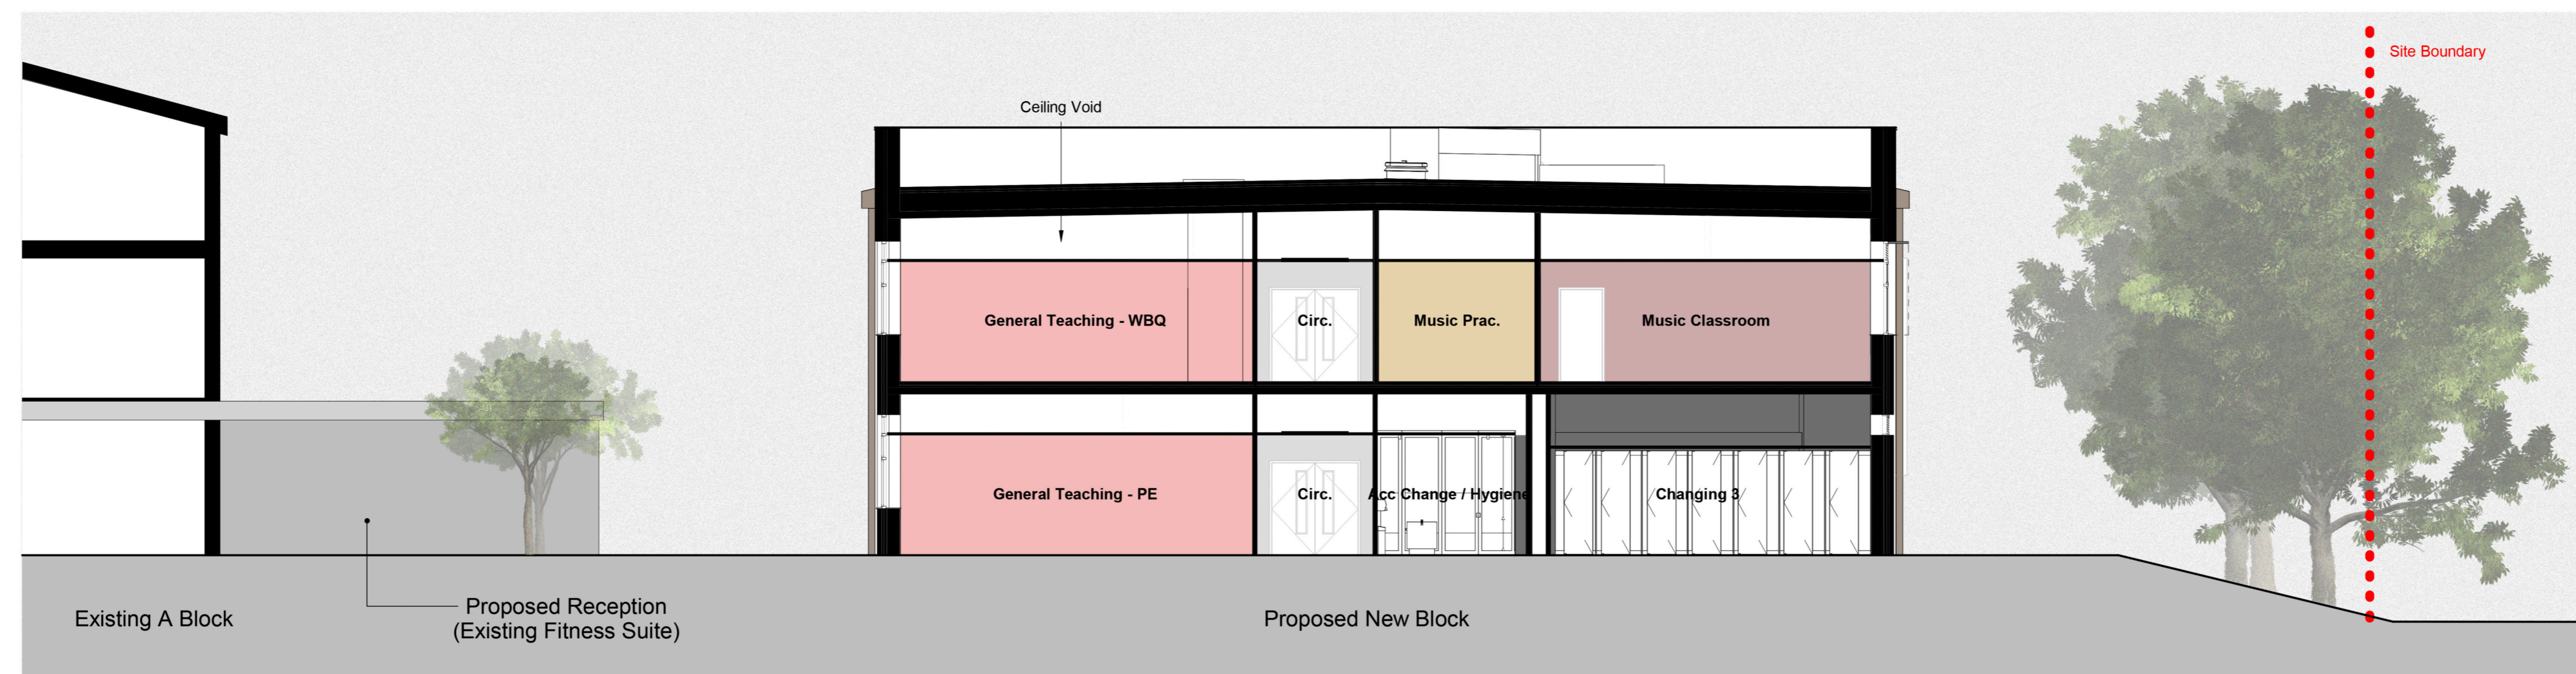 Site Boundary
Ceiling Void
General Teaching - WBQ
Circ.
Music Prac.
Music Classroom
General Teaching - PE
Circ.
Acc Change / Hygiene
Changing 3
Existing A Block
Proposed Reception
(Existing Fitness Suite)
Proposed New Block